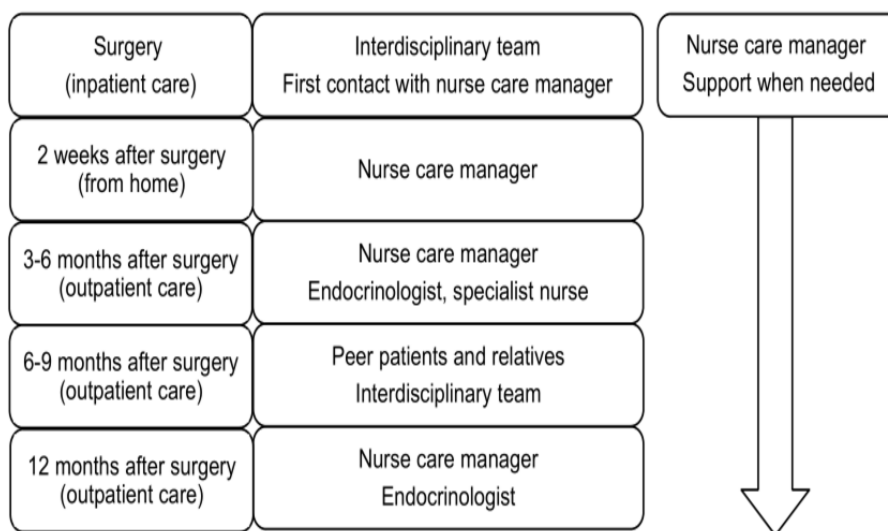 Surgery
(inpatient care)
Interdisciplinary team
First contact with nurse care manager
Nurse care manager
Support when needed
2 weeks after surgery
(from home)
Nurse care manager
3-6 months after surgery
(outpatient care)
Nurse care manager
Endocrinologist, specialist nurse
6-9 months after surgery
(outpatient care)
Peer patients and relatives
Interdisciplinary team
12 months after surgery
(outpatient care)
Nurse care manager
Endocrinologist